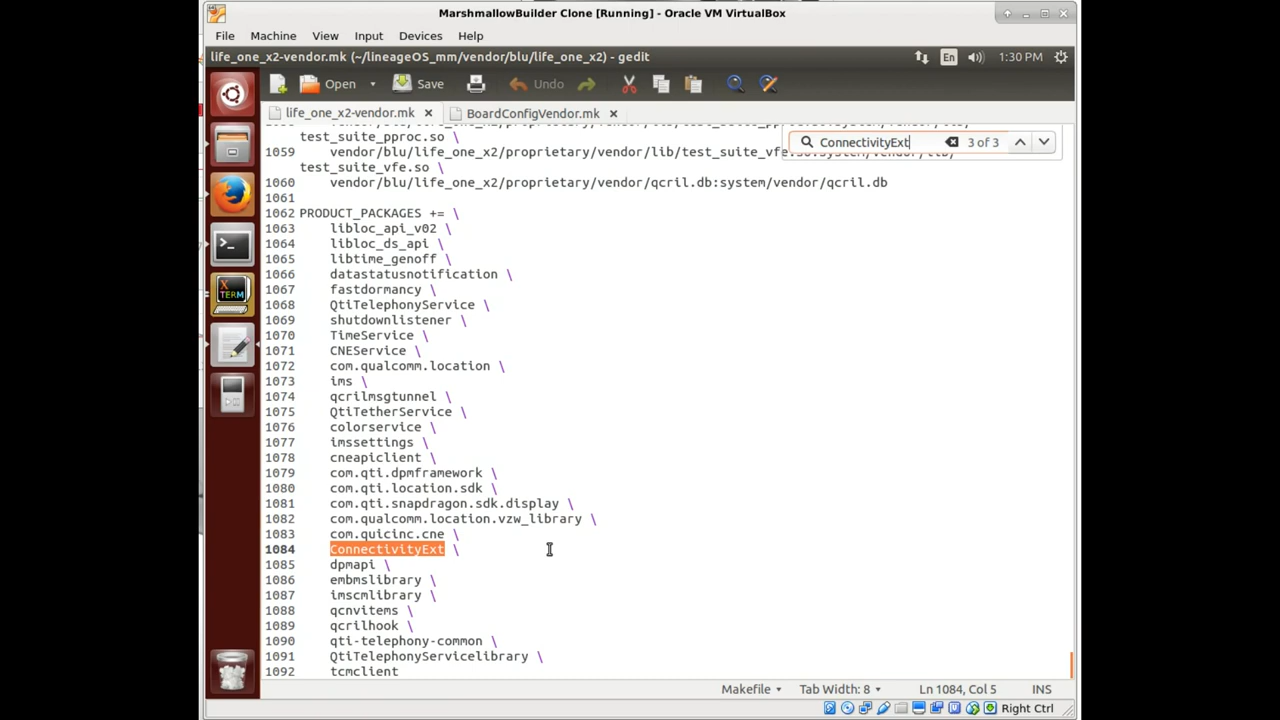 MarshmallowBuilder Clone [Running] - Oracle VM VirtualBox
File Machine View Input Devices Help
life_one_x2-vendor.mk (~/lineageOS_mm/vendor/blu/life_one_x2) - gedit En 1:30 PM
Open Save Undo
life_one_x2-vendor.mk BoardConfigVendor.mk
test_suite_pproc.so \
ConnectivityExt 3 of 3
1059 vendor/blu/life_one_x2/proprietary/vendor/lib/test_suite_vfe.so:system/vendor/lib/
test_suite_vfe.so \
1060 vendor/blu/life_one_x2/proprietary/vendor/qcril.db:system/vendor/qcril.db
1061
1062 PRODUCT_PACKAGES += \
1063 libloc_api_v02 \
1064 libloc_ds_api \
1065 libtime_genoff \
1066 datastatusnotification \
1067 fastdormancy \
1068 QtiTelephonyService \
1069 shutdownlistener \
1070 TimeService \
1071 CNEService \
1072 com.qualcomm.location \
1073 ims \
1074 qcrilmsgtunnel \
1075 QtiTetherService \
1076 colorservice \
1077 imssettings \
1078 cneapiclient \
1079 com.qti.dpmframework \
1080 com.qti.location.sdk \
1081 com.qti.snapdragon.sdk.display \
1082 com.qualcomm.location.vzw_library \
1083 com.quicinc.cne \
1084 ConnectivityExt \
1085 dpmapi \
1086 embmslibrary \
1087 imscmlibrary \
1088 qcnvitems \
1089 qcrilhook \
1090 qti-telephony-common \
1091 QtiTelephonyServicelibrary \
1092 tcmclient
Makefile Tab Width: 8 Ln 1084, Col 5 INS
Right Ctrl